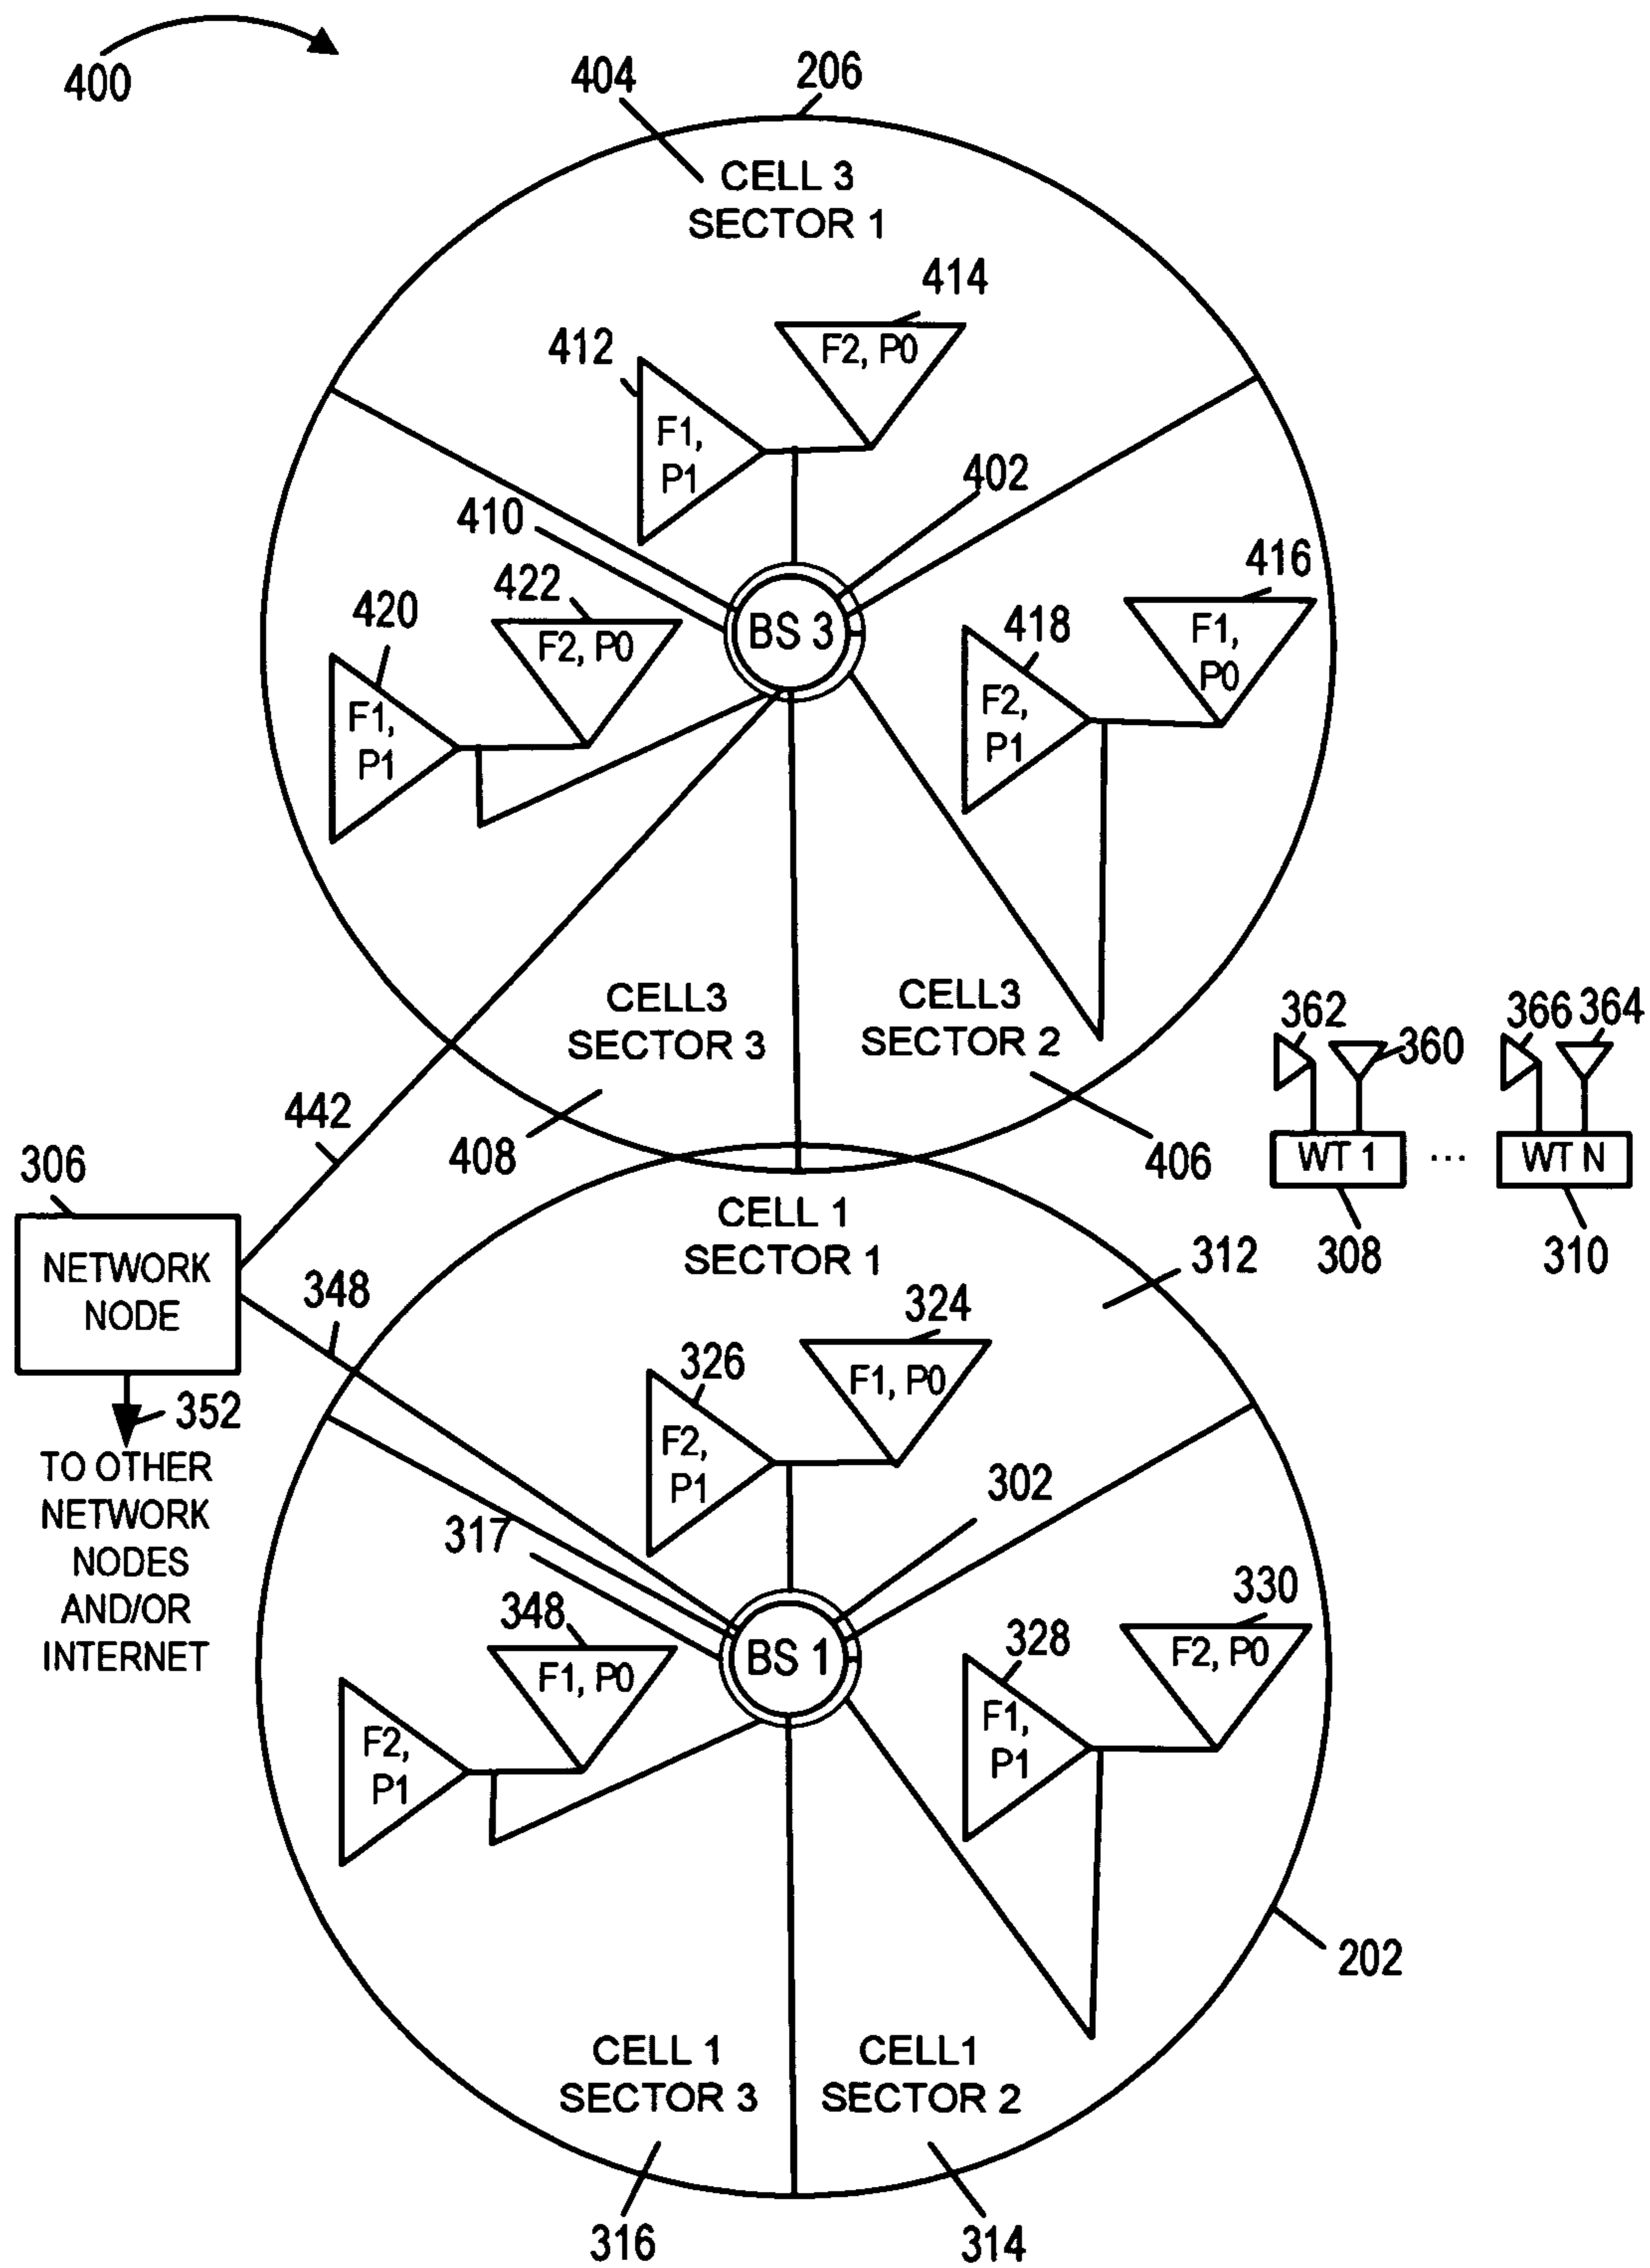 400
404
206
CELL 3
SECTOR 1
414
412
F2, P0
F1,
P1
402
410
416
422
420
418
BS 3
F1,
P0
F2, P0
F2,
P1
F1,
P1
CELL3
SECTOR 3
CELL3
SECTOR 2
362
366
364
360
442
408
406
WT 1
...
WT N
308
310
306
NETWORK
NODE
CELL 1
SECTOR 1
312
348
324
326
F1, P0
352
F2,
P1
TO OTHER
NETWORK
NODES
AND/OR
INTERNET
302
317
330
348
328
BS 1
F2, P0
F1, P0
F1,
P1
F2,
P1
202
CELL 1
SECTOR 3
CELL1
SECTOR 2
316
314